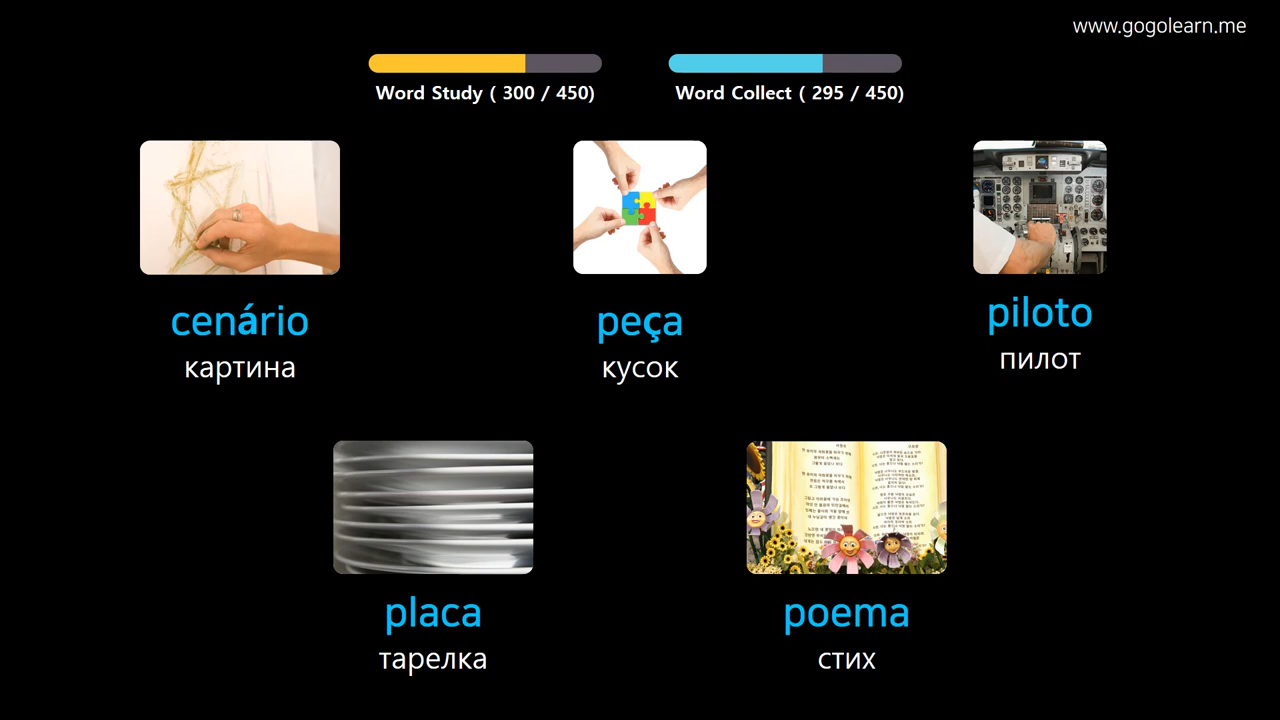 www.gogolearn.me
Word Study ( 300 / 450)
Word Collect ( 295 / 450)
cenário
peça
piloto
картина
кусок
пилот
placa
poema
тарелка
стих